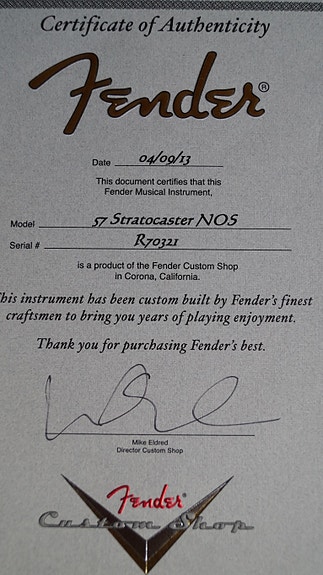 Certificate of Authenticity
Fender®
Date 04/09/13
This document certifies that this
Fender Musical Instrument,
Model 57 Stratocaster NOS
Serial # R70321
is a product of the Fender Custom Shop
in Corona, California.
his instrument has been custom built by Fender's finest
craftsmen to bring you years of playing enjoyment.
Thank you for purchasing Fender's best.
Mike Eldred
Director Custom Shop
Fender
Custom Shop